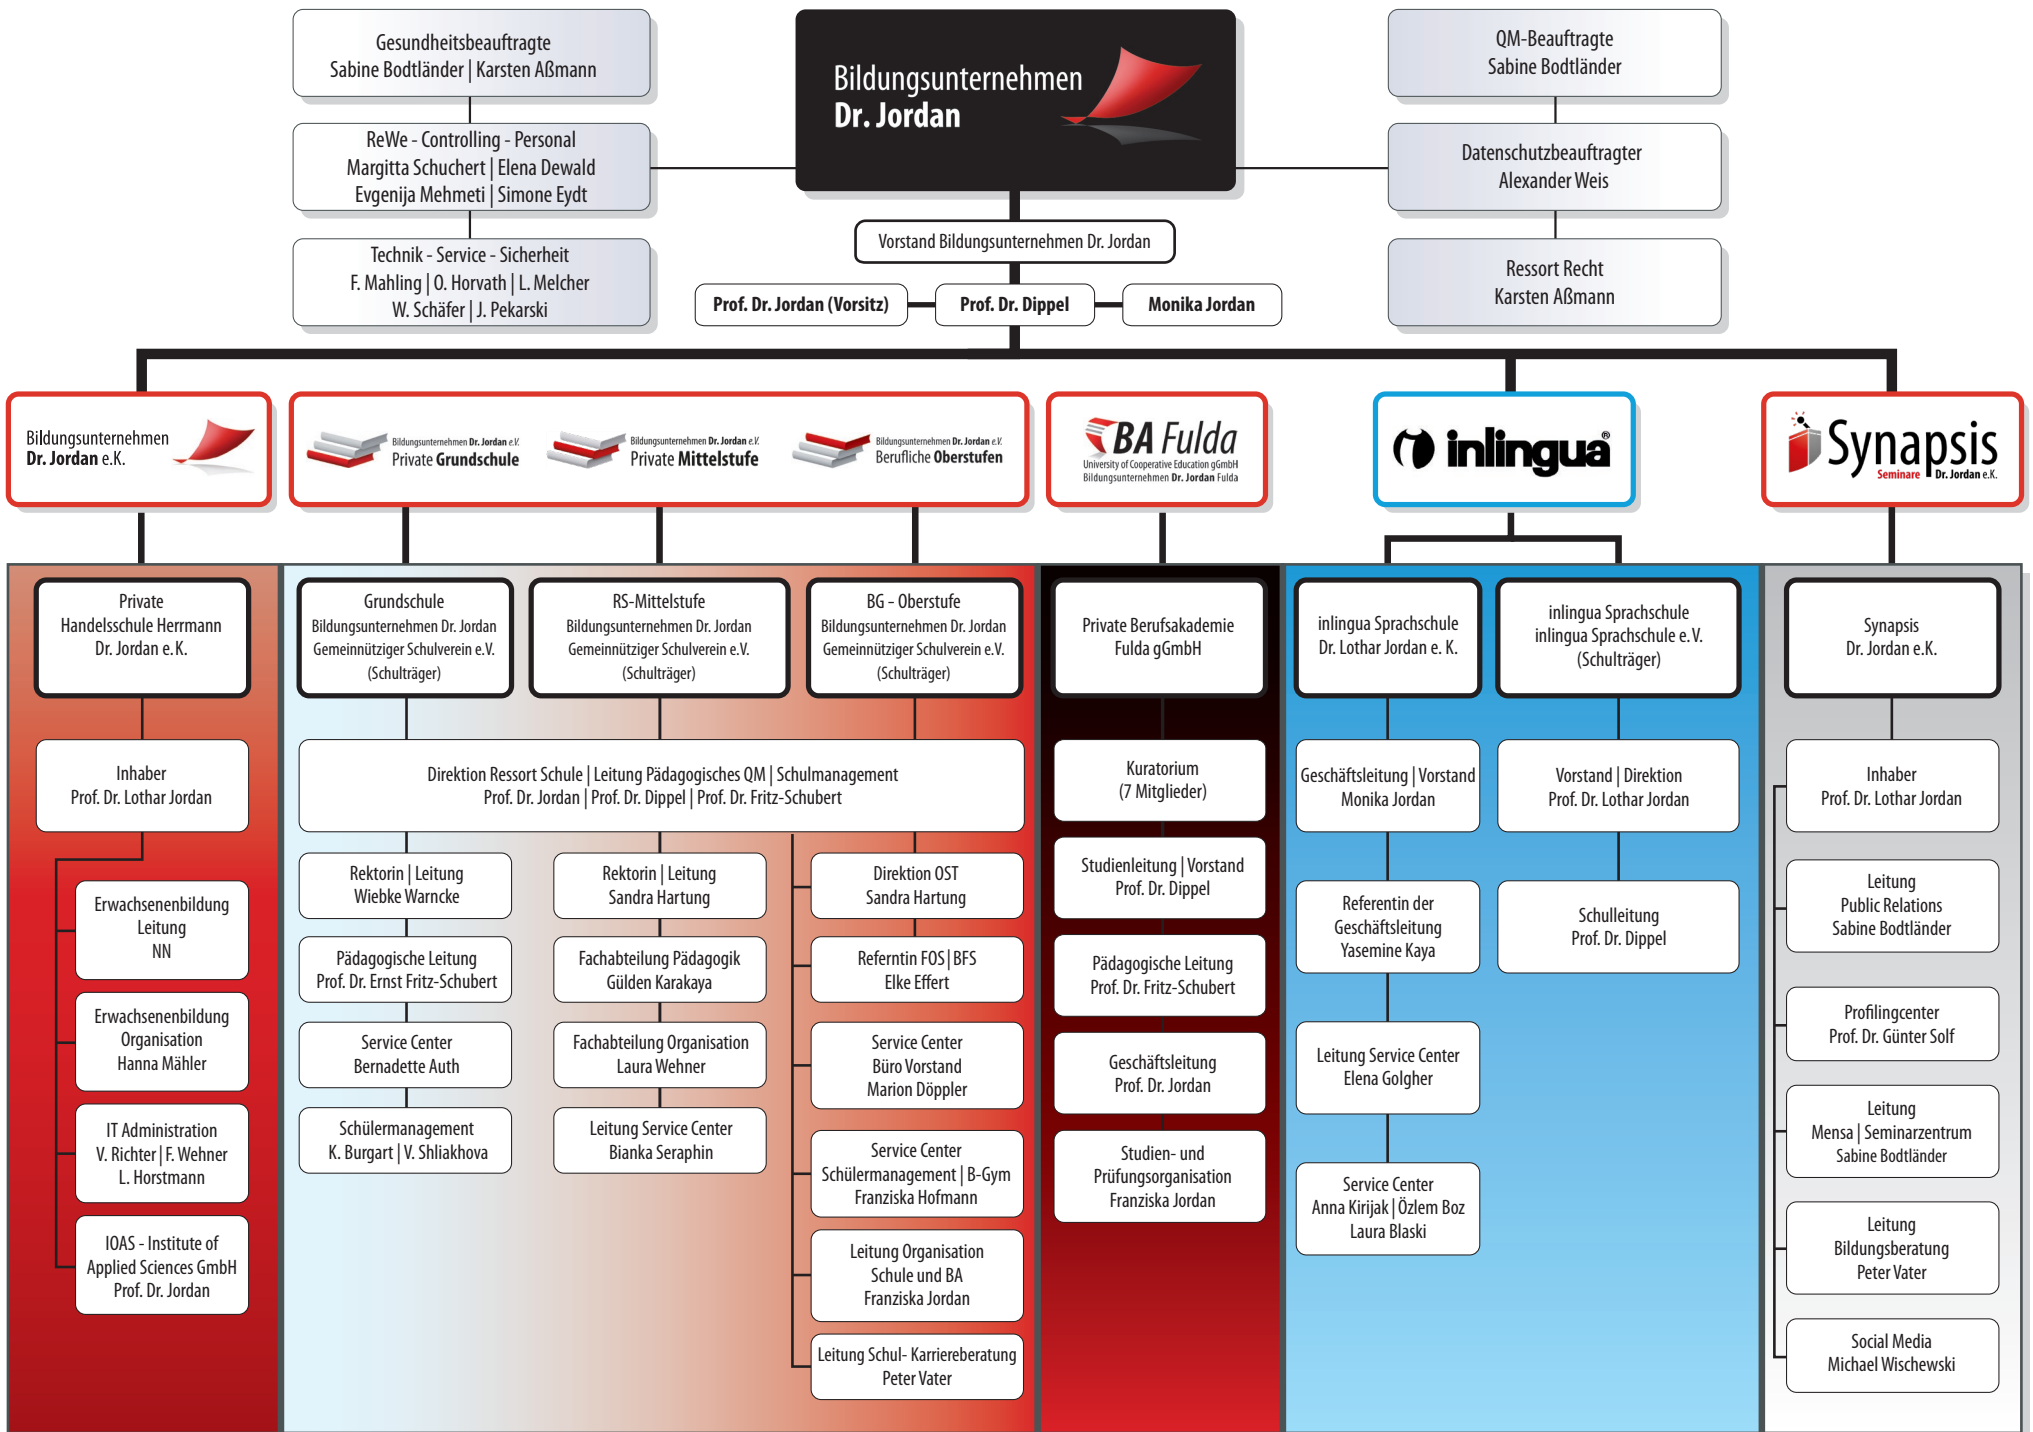 Gesundheitsbeauftragte
Sabine Bodtländer | Karsten Aßmann
ReWe - Controlling - Personal
Margitta Schuchert | Elena Dewald
Evgenija Mehmeti | Simone Eydt
Technik - Service - Sicherheit
F. Mahling | O. Horvath | L. Melcher
W. Schäfer | J. Pekarski
Bildungsunternehmen
Dr. Jordan
QM-Beauftragte
Sabine Bodtländer
Datenschutzbeauftragter
Alexander Weis
Ressort Recht
Karsten Aßmann
Vorstand Bildungsunternehmen Dr. Jordan
Prof. Dr. Jordan (Vorsitz)
Prof. Dr. Dippel
Monika Jordan
Bildungsunternehmen
Dr. Jordan e.K.
Bildungsunternehmen Dr. Jordan e.V.
Private Grundschule
Bildungsunternehmen Dr. Jordan e.V.
Private Mittelstufe
Bildungsunternehmen Dr. Jordan e.V.
Berufliche Oberstufen
BA Fulda
University of Cooperative Education gGmbH
Bildungsunternehmen Dr. Jordan Fulda
inlingua®
Synapsis
Seminare | Dr. Jordan e.K.
Private
Handelsschule Herrmann
Dr. Jordan e.K.
Inhaber
Prof. Dr. Lothar Jordan
Erwachsenenbildung
Leitung
NN
Erwachsenenbildung
Organisation
Hanna Mähler
IT Administration
V. Richter | F. Wehner
L. Horstmann
IOAS - Institute of
Applied Sciences GmbH
Prof. Dr. Jordan
Grundschule
Bildungsunternehmen Dr. Jordan
Gemeinnütziger Schulverein e.V.
(Schulträger)
RS-Mittelstufe
Bildungsunternehmen Dr. Jordan
Gemeinnütziger Schulverein e.V.
(Schulträger)
BG - Oberstufe
Bildungsunternehmen Dr. Jordan
Gemeinnütziger Schulverein e.V.
(Schulträger)
Direktion Ressort Schule | Leitung Pädagogisches QM | Schulmanagement
Prof. Dr. Jordan | Prof. Dr. Dippel | Prof. Dr. Fritz-Schubert
Rektorin | Leitung
Wiebke Warncke
Pädagogische Leitung
Prof. Dr. Ernst Fritz-Schubert
Service Center
Bernadette Auth
Schülermanagement
K. Burgart | V. Shliakhova
Rektorin | Leitung
Sandra Hartung
Fachabteilung Pädagogik
Gülden Karakaya
Fachabteilung Organisation
Laura Wehner
Leitung Service Center
Bianka Seraphin
Direktion OST
Sandra Hartung
Referntin FOS | BFS
Elke Effert
Service Center
Büro Vorstand
Marion Döppler
Service Center
Schülermanagement | B-Gym
Franziska Hofmann
Leitung Organisation
Schule und BA
Franziska Jordan
Leitung Schul- Karriereberatung
Peter Vater
Private Berufsakademie
Fulda gGmbH
Kuratorium
(7 Mitglieder)
Studienleitung | Vorstand
Prof. Dr. Dippel
Pädagogische Leitung
Prof. Dr. Fritz-Schubert
Geschäftsleitung
Prof. Dr. Jordan
Studien- und
Prüfungsorganisation
Franziska Jordan
inlingua Sprachschule
Dr. Lothar Jordan e. K.
Geschäftsleitung | Vorstand
Monika Jordan
Referentin der
Geschäftsleitung
Yasemine Kaya
Leitung Service Center
Elena Golgher
Service Center
Anna Kirijak | Özlem Boz
Laura Blaski
inlingua Sprachschule
inlingua Sprachschule e. V.
(Schulträger)
Vorstand | Direktion
Prof. Dr. Lothar Jordan
Schulleitung
Prof. Dr. Dippel
Synapsis
Dr. Jordan e.K.
Inhaber
Prof. Dr. Lothar Jordan
Leitung
Public Relations
Sabine Bodtländer
Profilingcenter
Prof. Dr. Günter Solf
Leitung
Mensa | Seminarzentrum
Sabine Bodtländer
Leitung
Bildungsberatung
Peter Vater
Social Media
Michael Wischewski